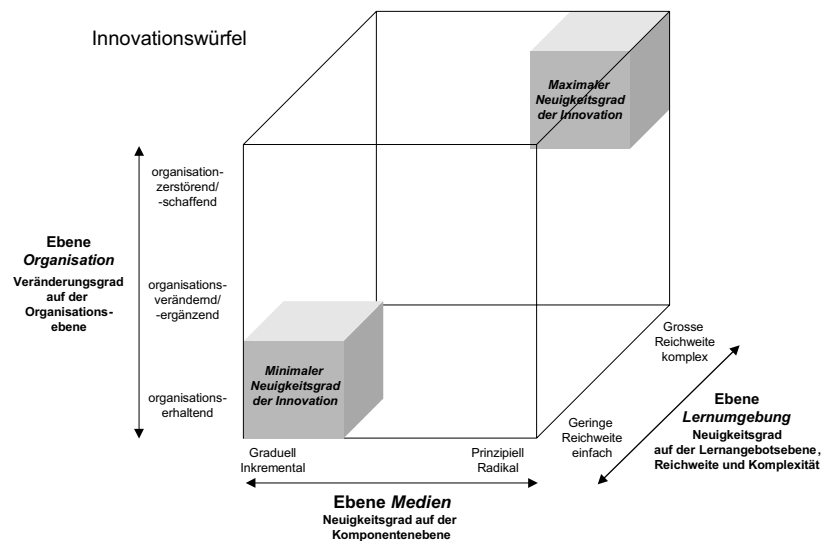 Innovationswürfel
Maximaler
Neuigkeitsgrad
der Innovation
organisation-
zerstörend/
-schaffend
Ebene
Organisation
Veränderungsgrad
auf der
Organisations-
ebene
organisations-
verändernd/
-ergänzend
organisations-
erhaltend
Minimaler
Neuigkeitsgrad
der Innovation
Grosse
Reichweite
komplex
Geringe
Reichweite
einfach
Ebene
Lernumgebung
Neuigkeitsgrad
auf der Lernangebotsebene,
Reichweite und Komplexität
Graduell
Inkremental
Prinzipiell
Radikal
Ebene Medien
Neuigkeitsgrad auf der
Komponentenebene